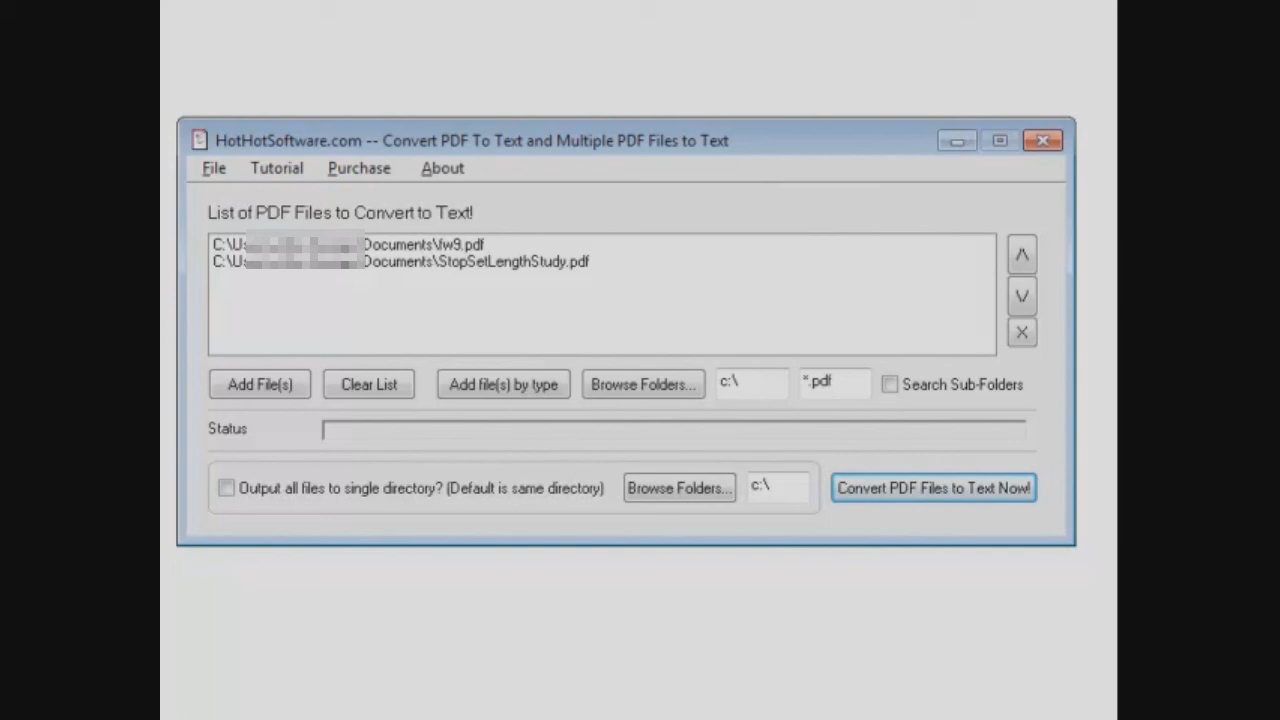 HotHotSoftware.com -- Convert PDF To Text and Multiple PDF Files to Text
File Tutorial Purchase About
List of PDF Files to Convert to Text!
C:\Us Documents\fw9.pdf
C:\Us Documents\StopSetLengthStudy.pdf
Add File(s) Clear List Add file(s) by type Browse Folders... c:\ *.pdf Search Sub-Folders
Status
Output all files to single directory? (Default is same directory) Browse Folders... c:\ Convert PDF Files to Text Now!